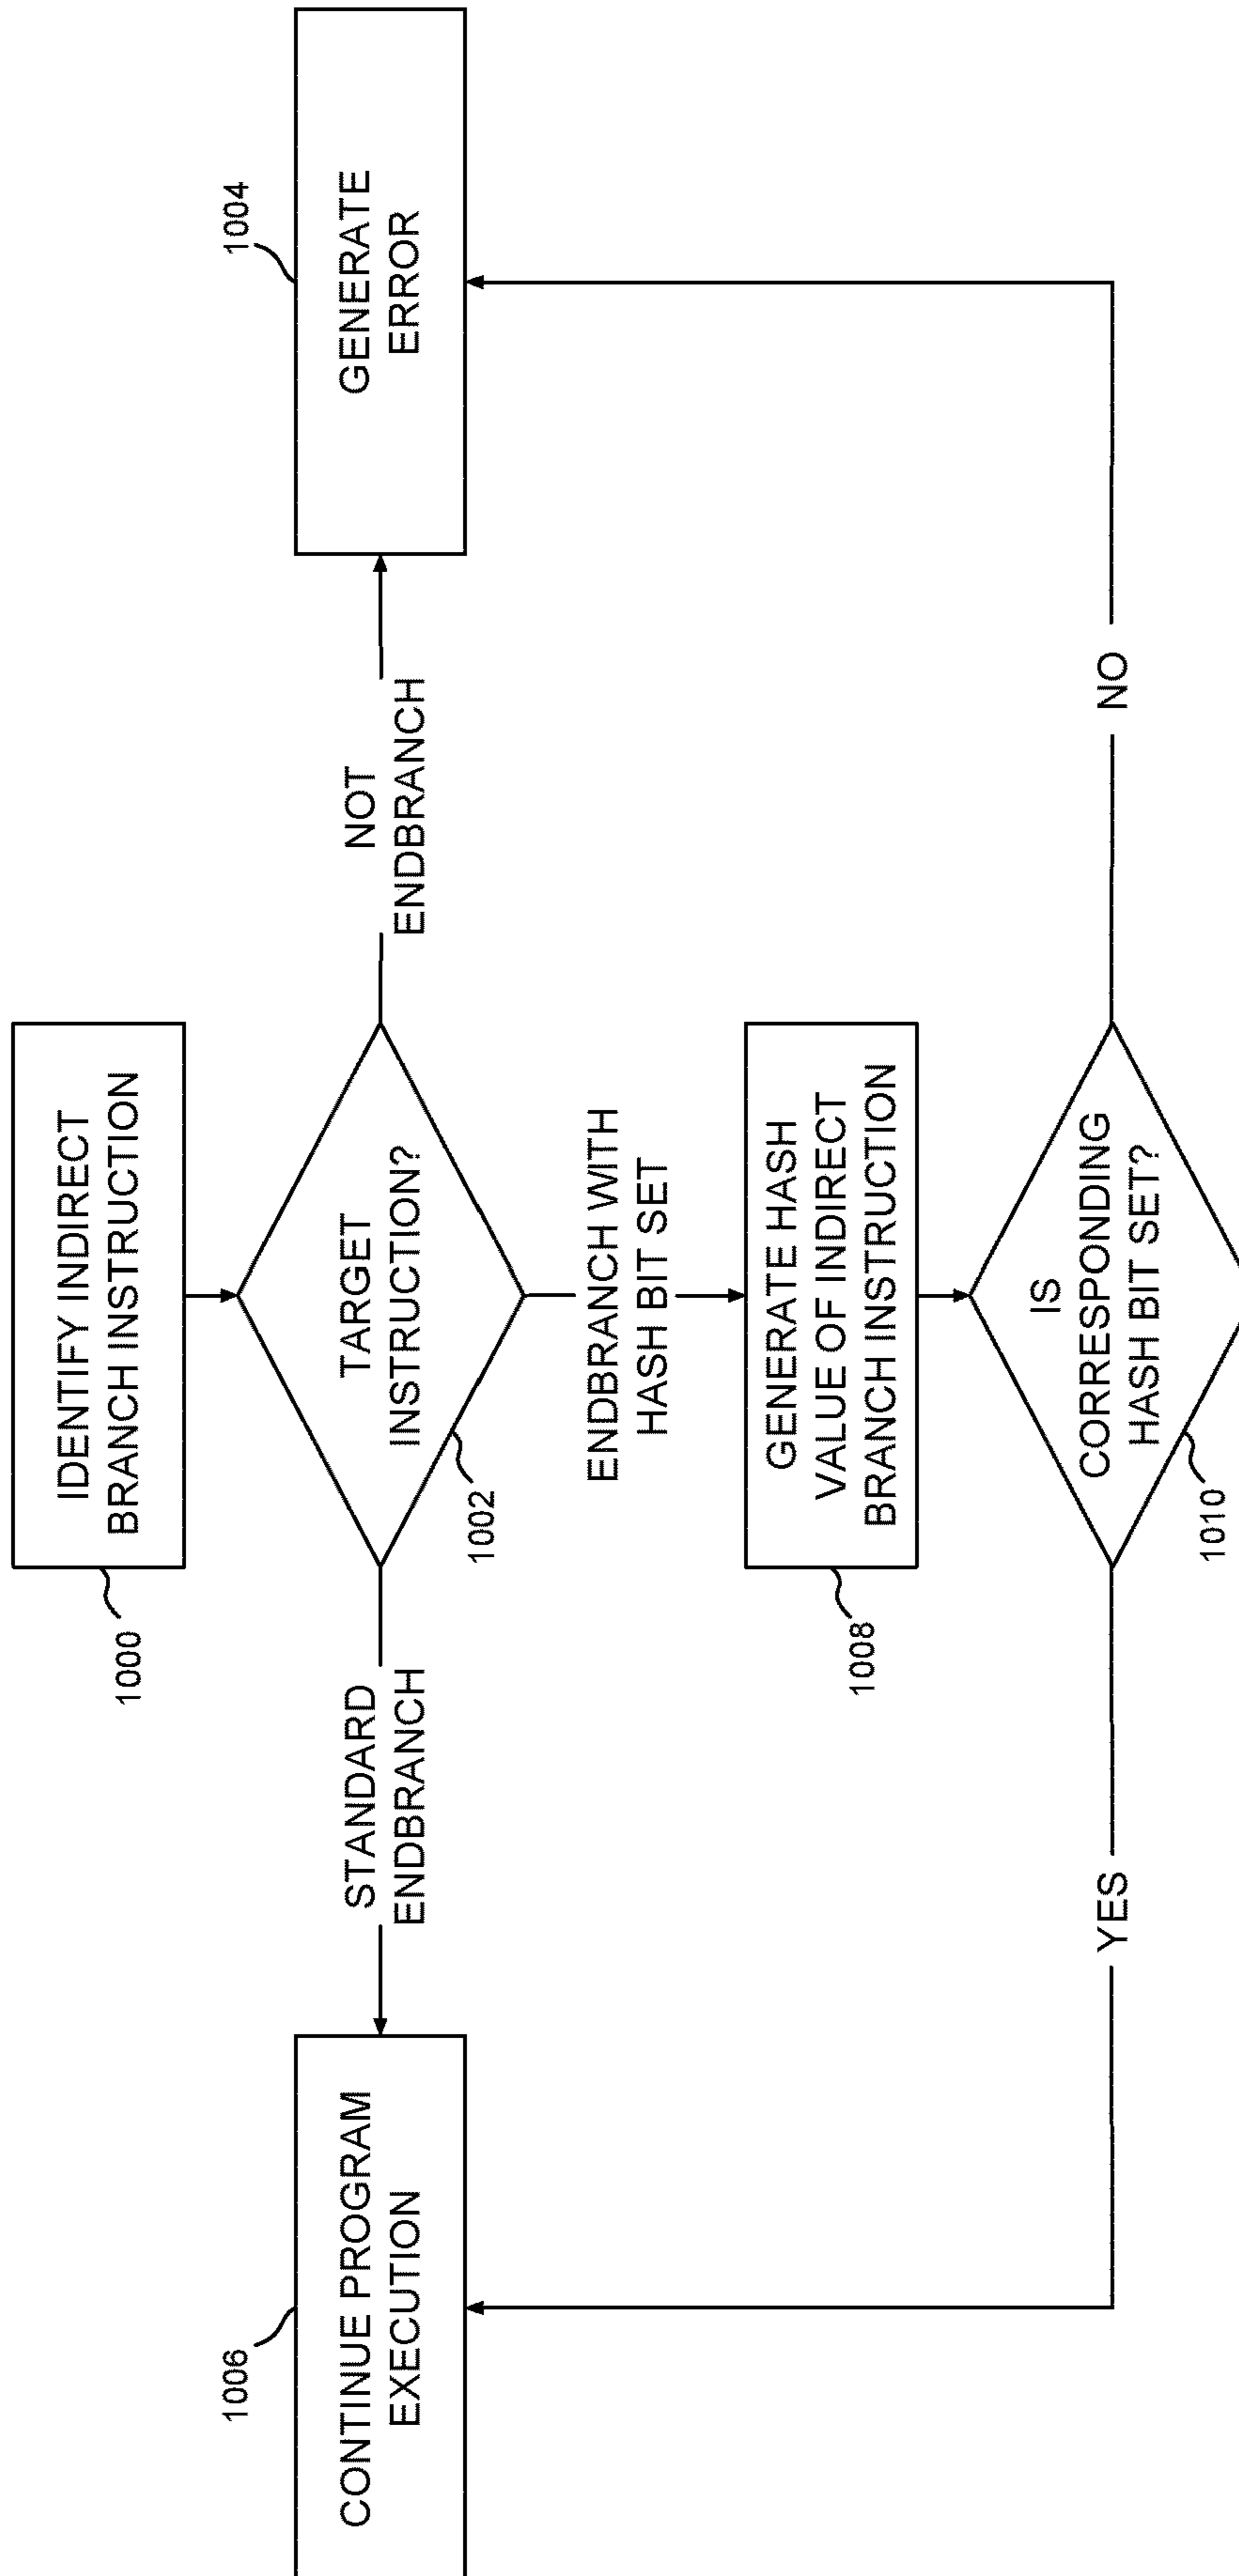 1000
IDENTIFY INDIRECT
BRANCH INSTRUCTION
1002
TARGET
INSTRUCTION?
STANDARD
ENDBRANCH
NOT
ENDBRANCH
1006
CONTINUE PROGRAM
EXECUTION
1004
GENERATE
ERROR
ENDBRANCH WITH
HASH BIT SET
1008
GENERATE HASH
VALUE OF INDIRECT
BRANCH INSTRUCTION
1010
IS
CORRESPONDING
HASH BIT SET?
YES
NO